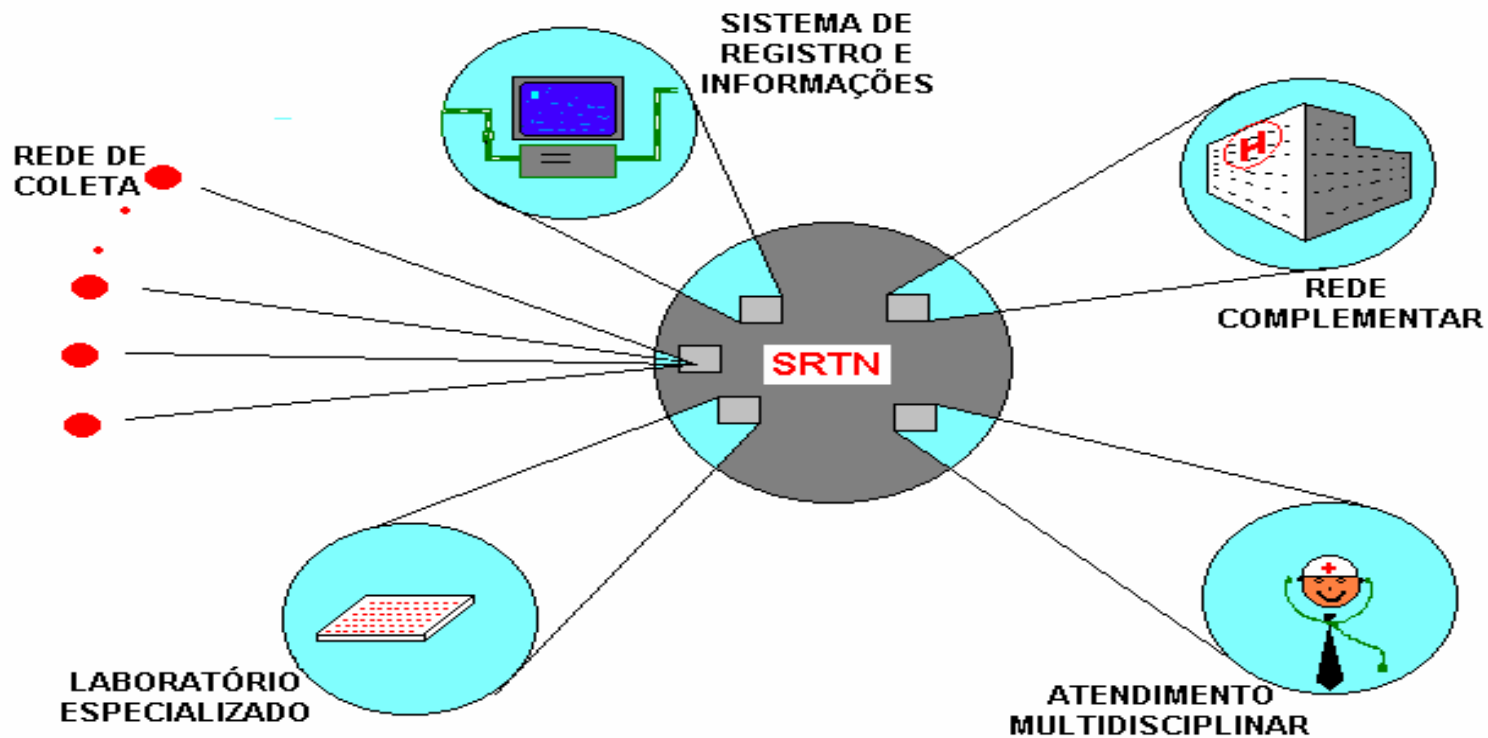 SISTEMA DE
REGISTRO E
INFORMAÇÕES
REDE DE
COLETA
H
REDE
COMPLEMENTAR
SRTN
LABORATÓRIO
ESPECIALIZADO
ATENDIMENTO
MULTIDISCIPLINAR